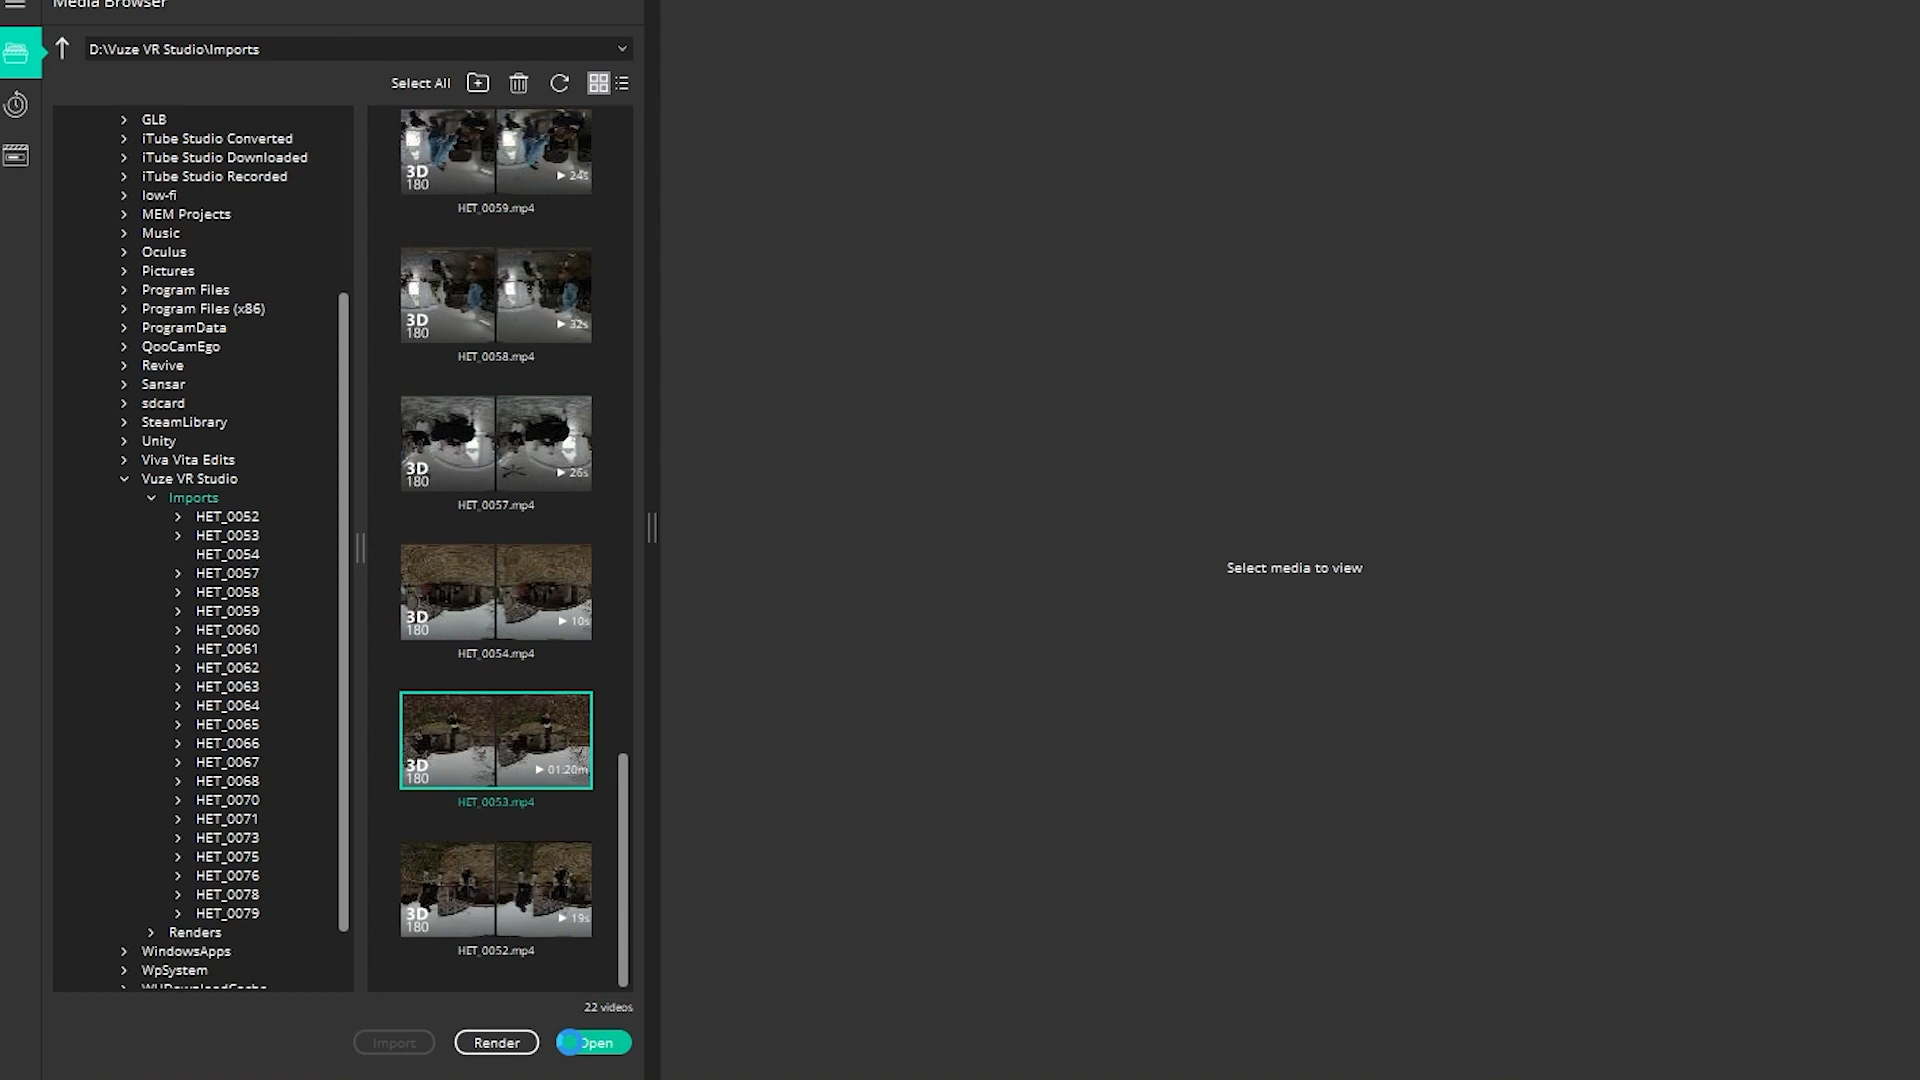 Media Browser
D:\Vuze VR Studio\Imports
Select All
GLB
iTube Studio Converted
iTube Studio Downloaded
iTube Studio Recorded
low-fi
MEM Projects
Music
Oculus
Pictures
Program Files
Program Files (x86)
ProgramData
QooCamEgo
Revive
Sansar
sdcard
SteamLibrary
Unity
Viva Vita Edits
Vuze VR Studio
Imports
HET_0052
HET_0053
HET_0054
HET_0057
HET_0058
HET_0059
HET_0060
HET_0061
HET_0062
HET_0063
HET_0064
HET_0065
HET_0066
HET_0067
HET_0068
HET_0070
HET_0071
HET_0073
HET_0075
HET_0076
HET_0078
HET_0079
Renders
WindowsApps
WpSystem
WUDownloadCache
3D
180
24s
HET_0059.mp4
3D
180
32s
HET_0058.mp4
3D
180
26s
HET_0057.mp4
3D
180
10s
HET_0054.mp4
3D
180
01:20m
HET_0053.mp4
3D
180
19s
HET_0052.mp4
22 videos
Import
Render
Open
Select media to view